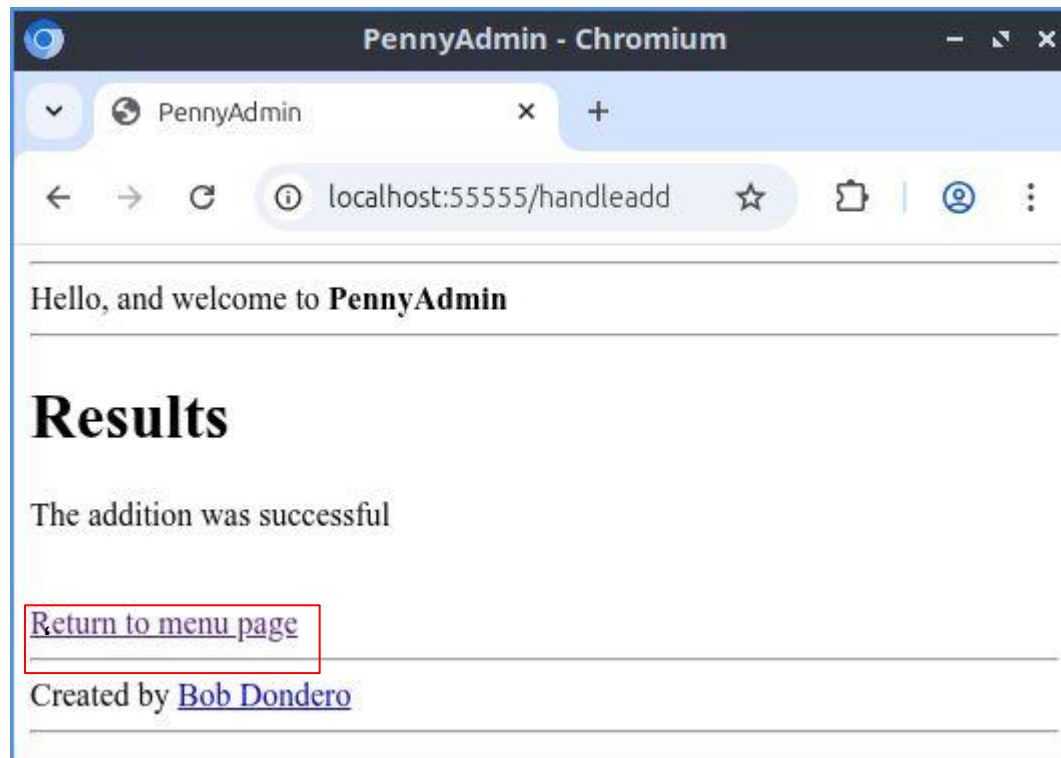 PennyAdmin - Chromium
PennyAdmin
localhost:55555/handleadd
Hello, and welcome to PennyAdmin
Results
The addition was successful
Return to menu page
Created by Bob Dondero